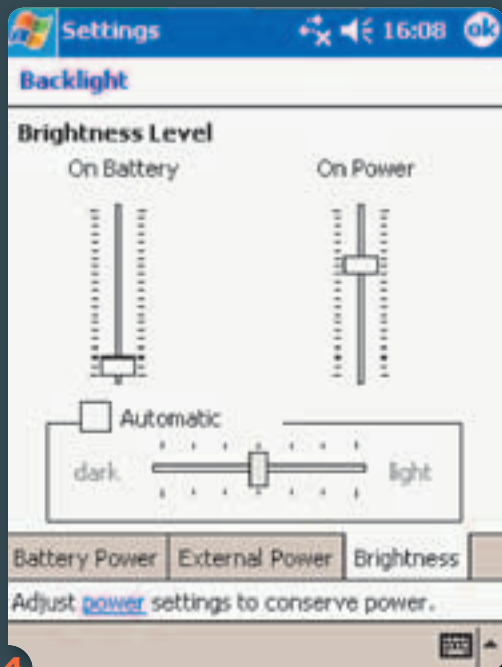 Settings 16:08 ok
Backlight
Brightness Level
On Battery On Power
Automatic
dark light
Battery Power External Power Brightness
Adjust power settings to conserve power.
4